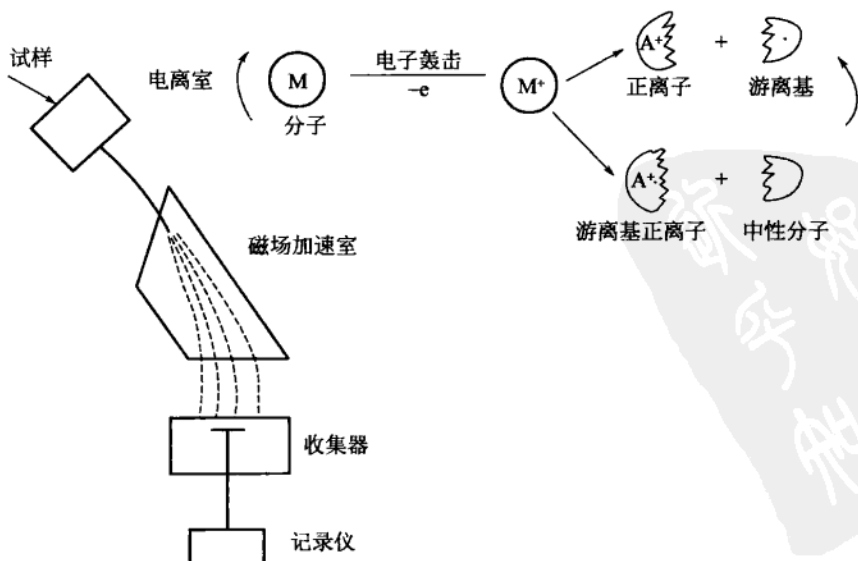 试样
电离室
M
分子
电子轰击
-e
M⁺
A⁺
+
正离子
游离基
A⁺·
+
游离基正离子
中性分子
磁场加速室
收集器
记录仪